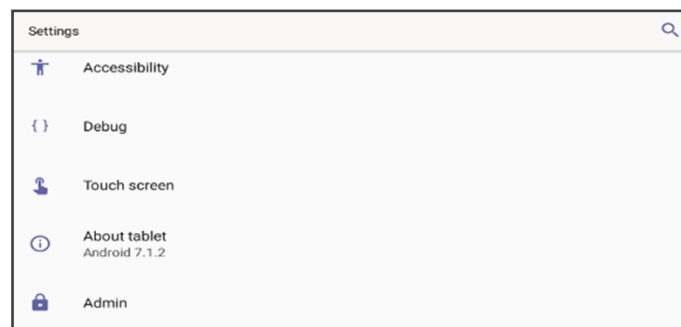 Settings
Accessibility
Debug
Touch screen
About tablet
Android 7.1.2
Admin